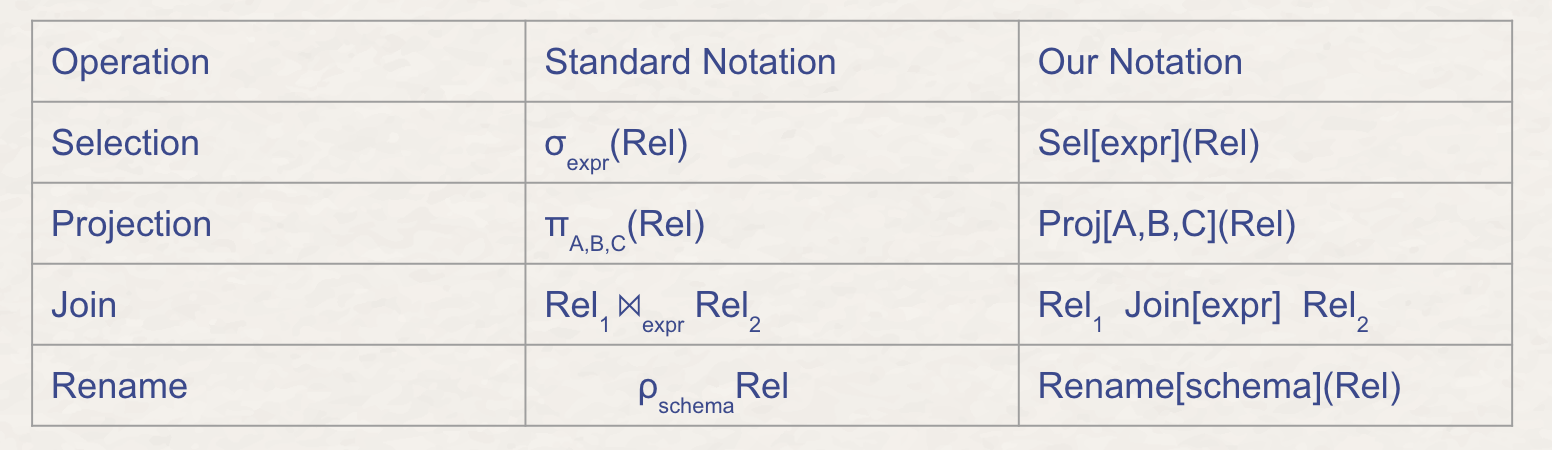 Operation Standard Notation Our Notation
Selection σexpr(Rel) Sel[expr](Rel)
Projection πA,B,C(Rel) Proj[A,B,C](Rel)
Join Rel1 ⋈expr Rel2 Rel1 Join[expr] Rel2
Rename ρschemaRel Rename[schema](Rel)